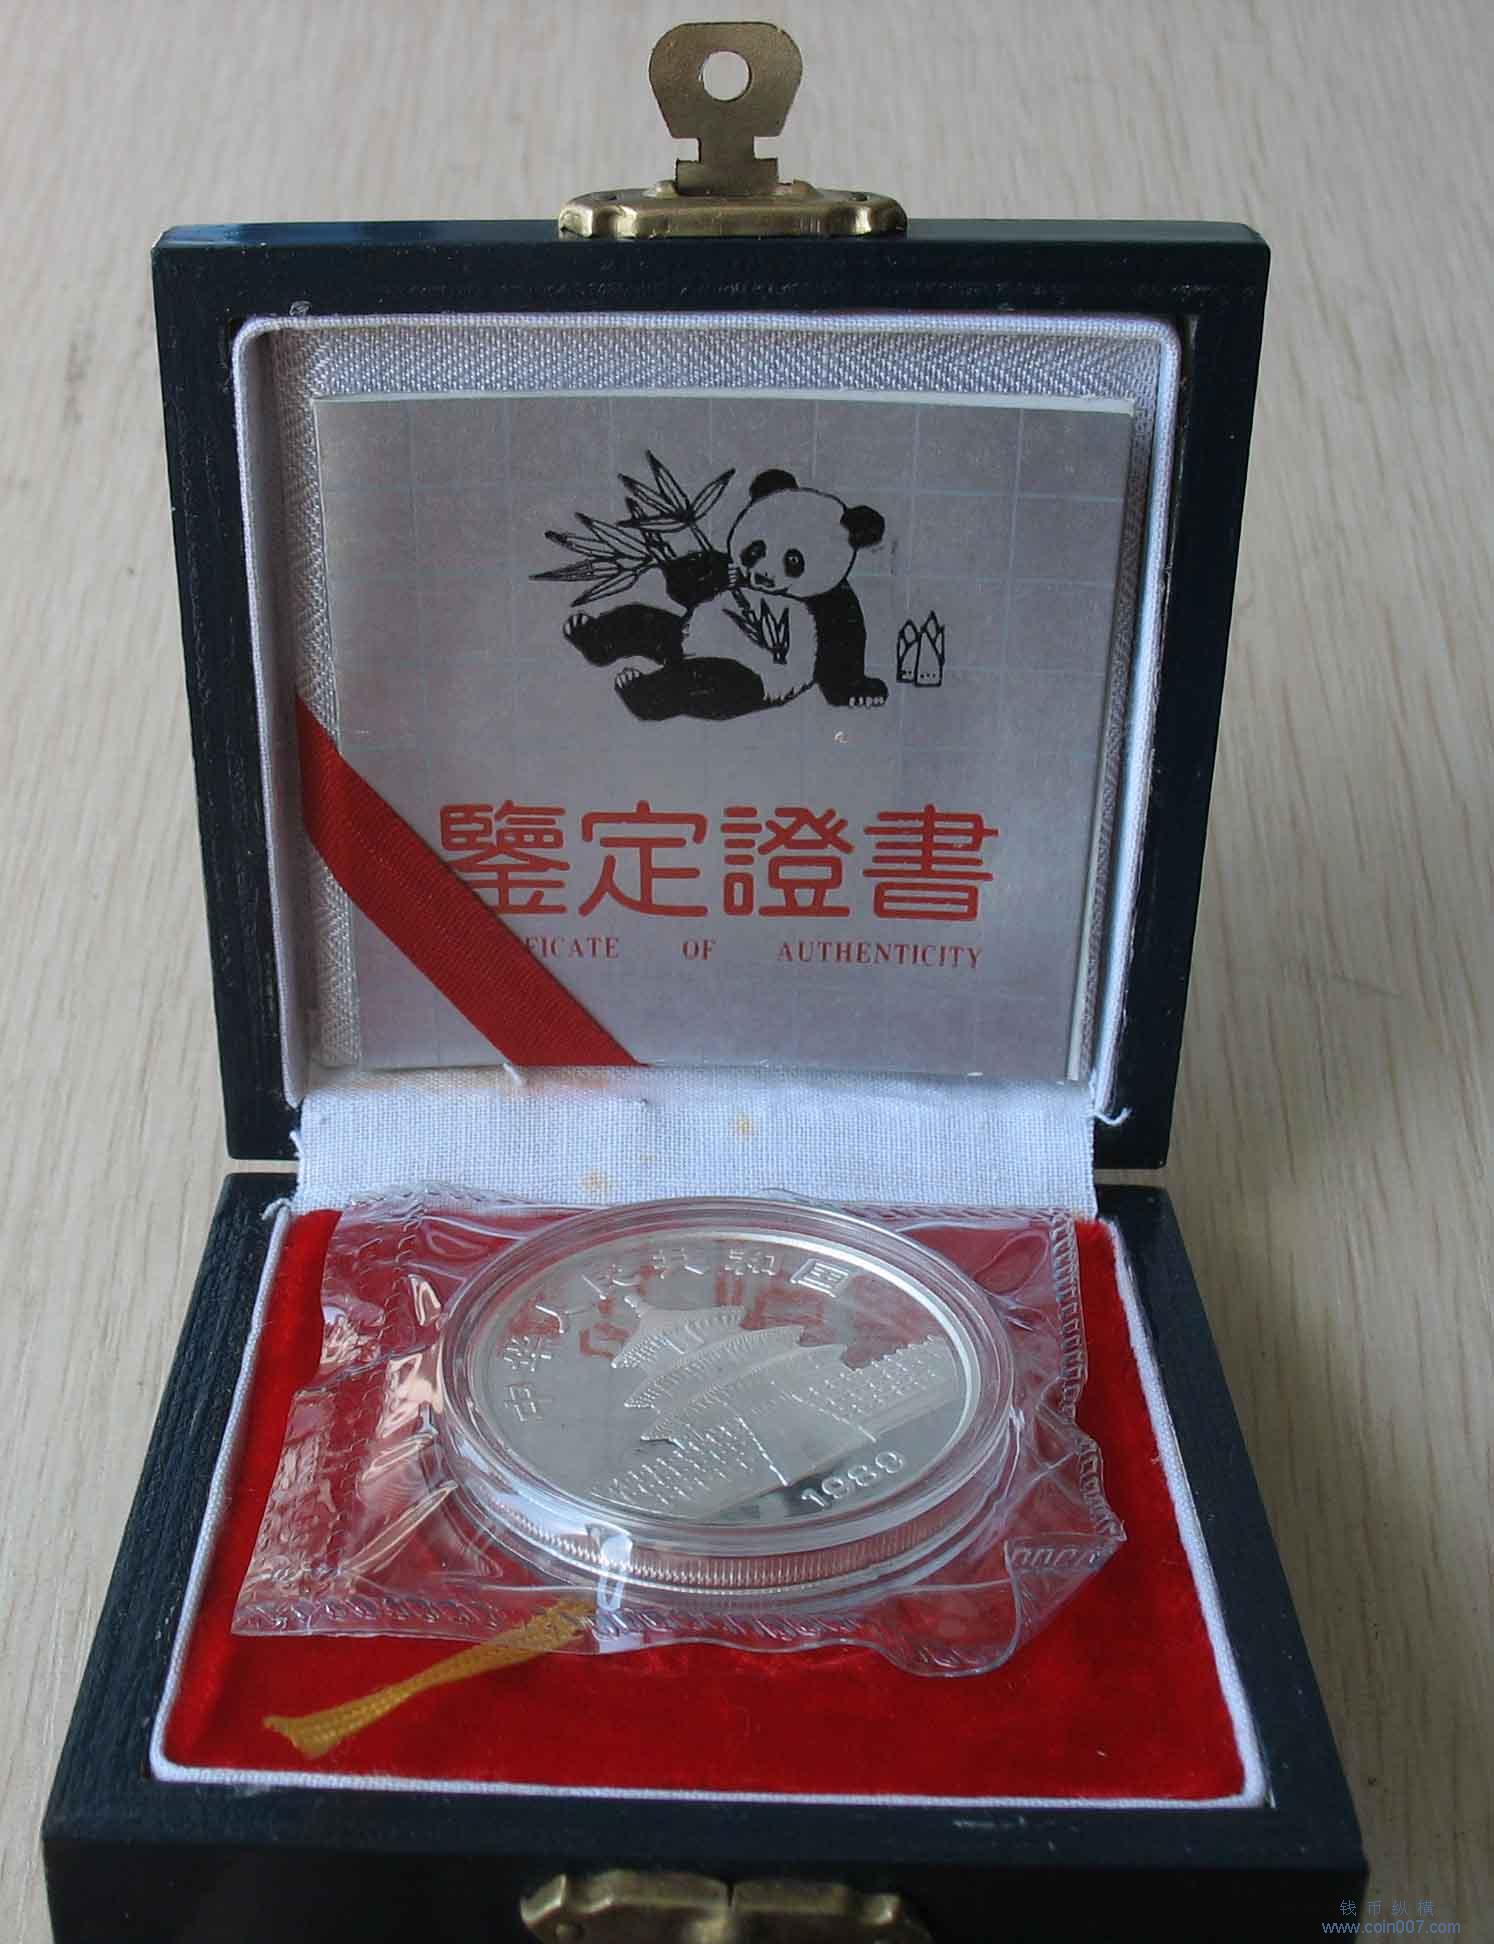 鑒定證書
FICATE OF AUTHENTICITY
中华人民共和国
1989
钱币纵横
www.coin007.com